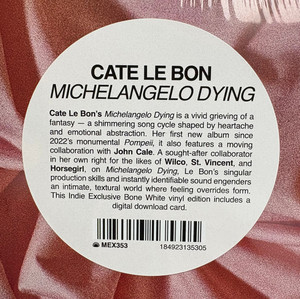 CATE LE BON
MICHELANGELO DYING
Cate Le Bon's Michelangelo Dying is a vivid grieving of a
fantasy — a shimmering song cycle shaped by heartache
and emotional abstraction. Her first new album since
2022's monumental Pompeii, it also features a moving
collaboration with John Cale. A sought-after collaborator
in her own right for the likes of Wilco, St. Vincent, and
Horsegirl, on Michelangelo Dying, Le Bon's singular
production skills and instantly identifiable sound engenders
an intimate, textural world where feeling overrides form.
This Indie Exclusive Bone White vinyl edition includes a
digital download card.
MEX353 184923135305